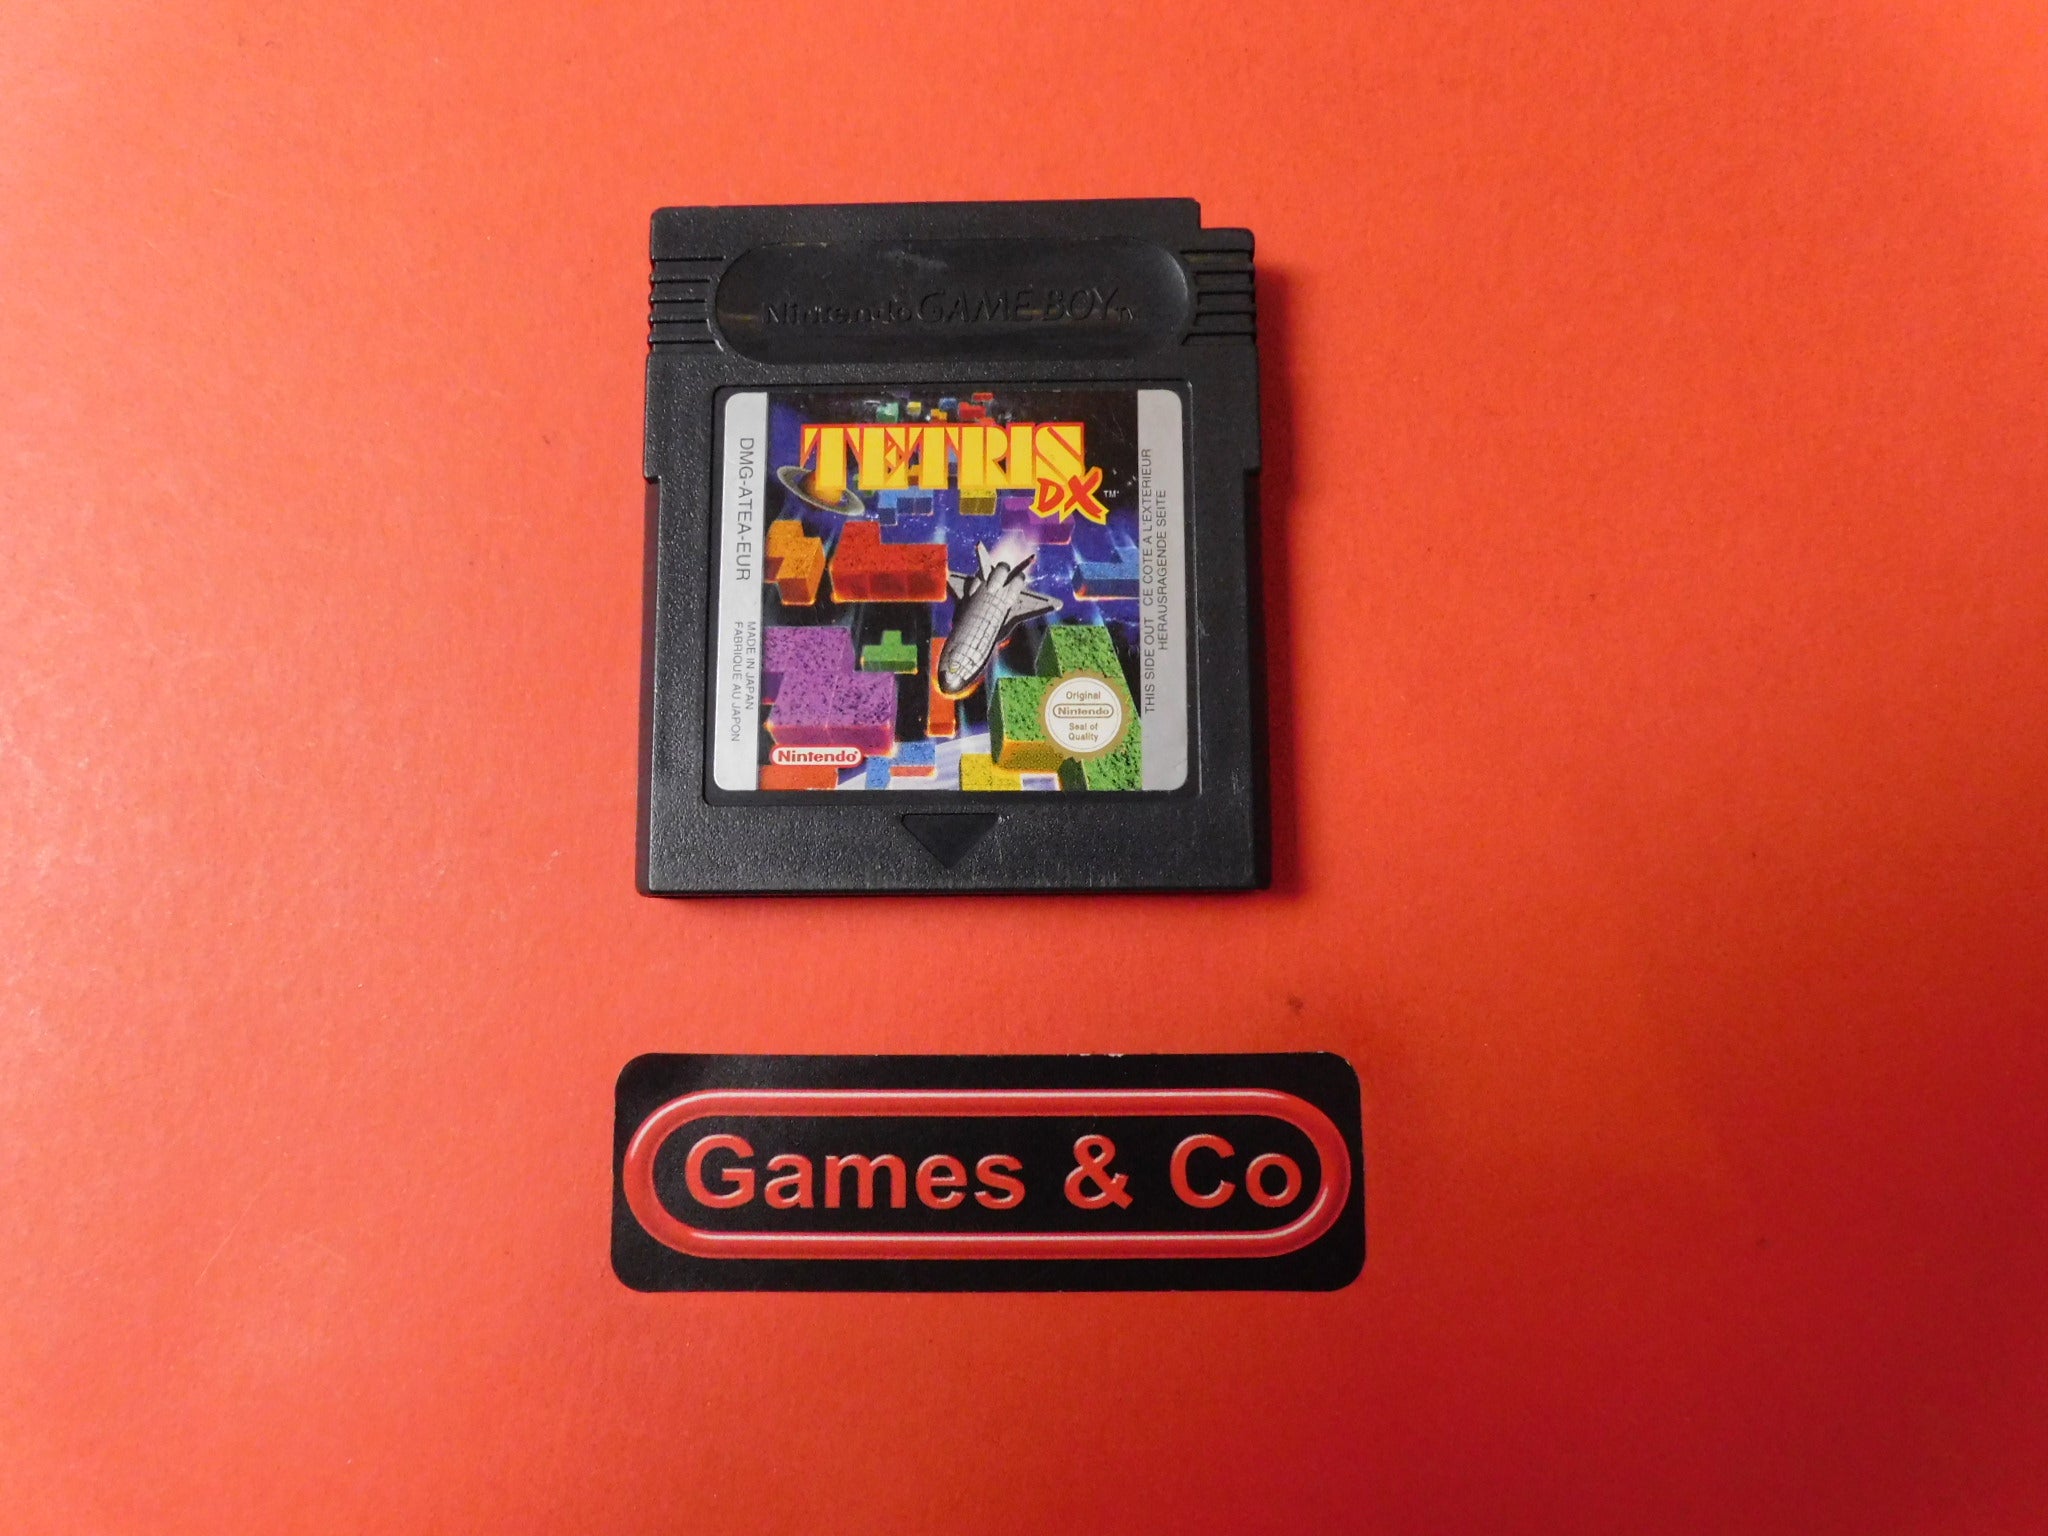 Nintendo GAME BOY
TETRIS
DX
TM
DMG-ATEA-EUR
MADE IN JAPAN
FABRIQUE AU JAPON
THIS SIDE OUT CE COTE A L'EXTERIEUR
HERAUSRAGENDE SEITE
Original
Nintendo
Seal of
Quality
Nintendo
Games & Co